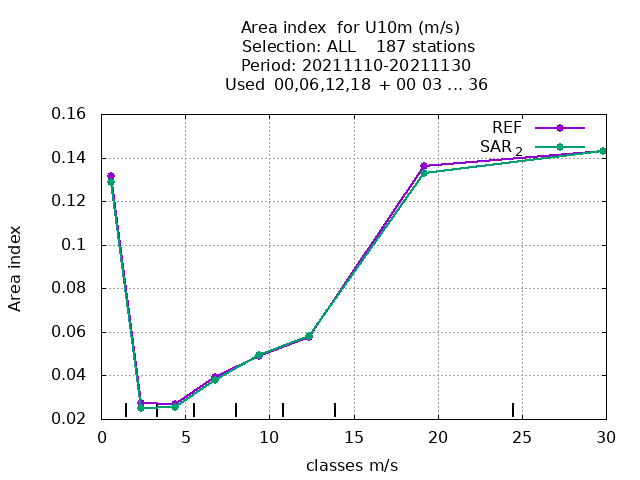 Area index  for U10m (m/s)
Selection: ALL    187 stations
Period: 20211110-20211130
Used  00,06,12,18 + 00 03 ... 36
REF
SAR 2
0.16
0.14
0.12
0.1
0.08
0.06
0.04
0.02
Area index
0 5 10 15 20 25 30
classes m/s